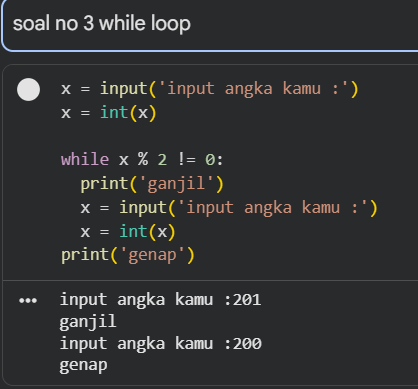 soal no 3 while loop
x = input('input angka kamu :')
x = int(x)
while x % 2 != 0:
print('ganjil')
x = input('input angka kamu :')
x = int(x)
print('genap')
input angka kamu :201
ganjil
input angka kamu :200
genap